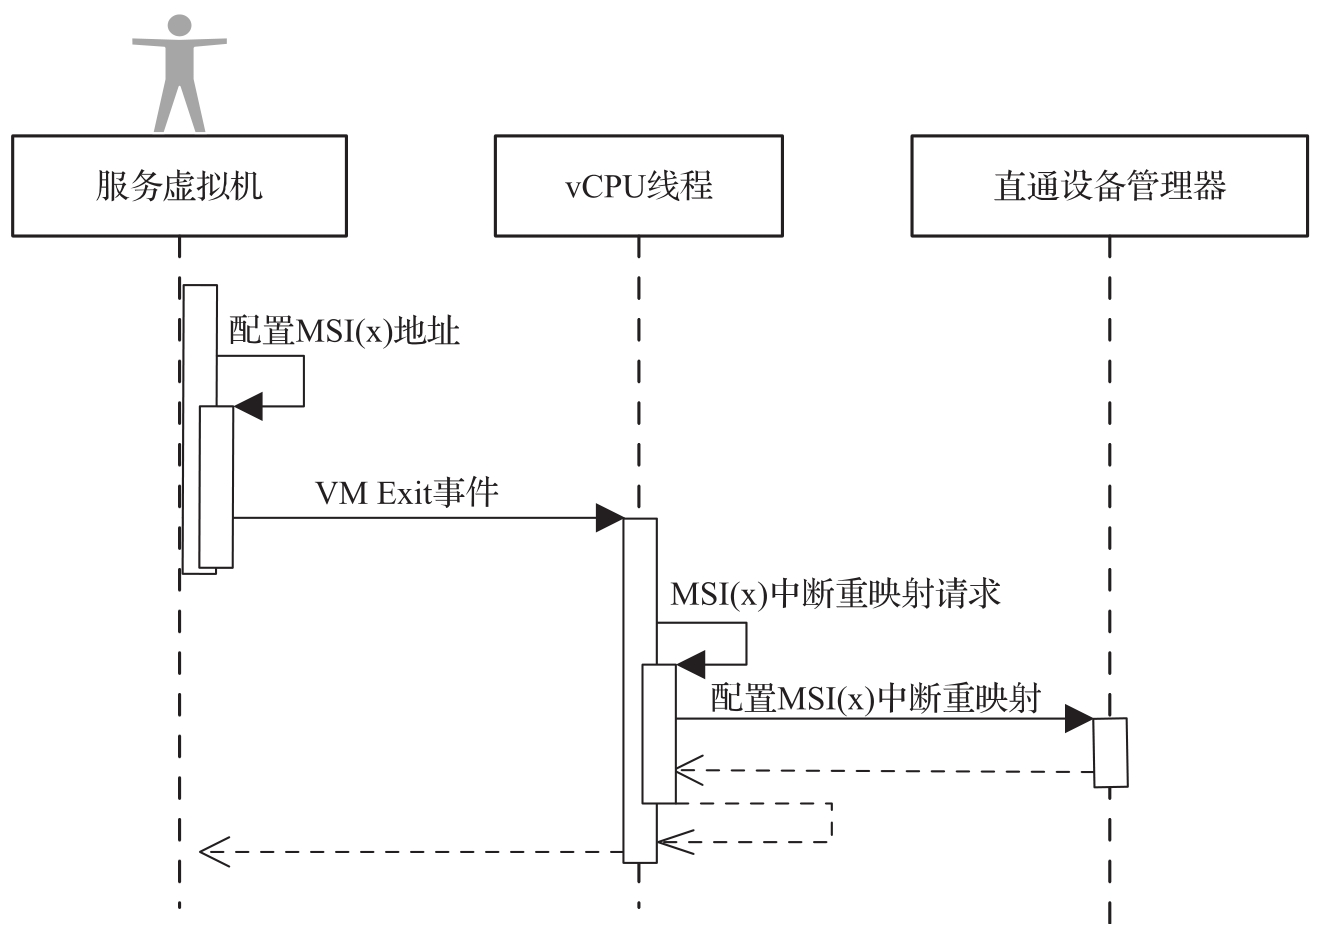 服务虚拟机
vCPU线程
直通设备管理器
配置MSI(x)地址
VM Exit事件
MSI(x)中断重映射请求
配置MSI(x)中断重映射